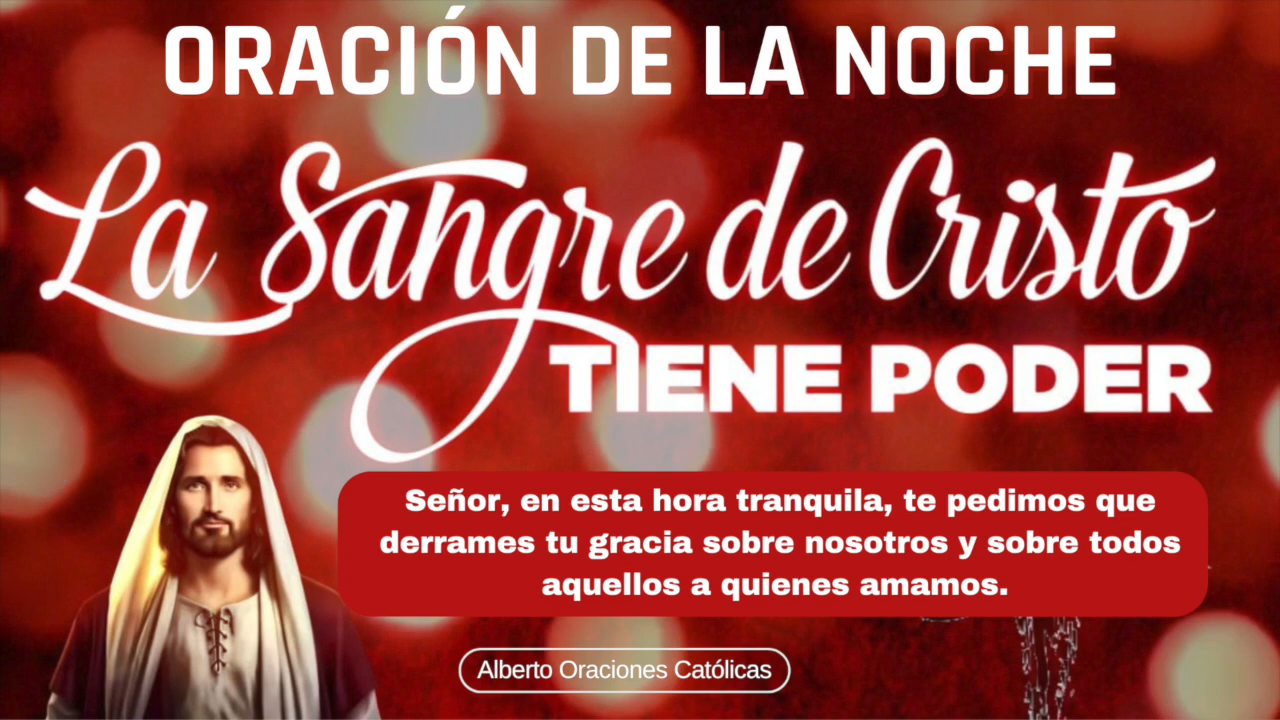 ORACIÓN DE LA NOCHE
La Sangre de Cristo
TIENE PODER
Señor, en esta hora tranquila, te pedimos que
derrames tu gracia sobre nosotros y sobre todos
aquellos a quienes amamos.
Alberto Oraciones Católicas